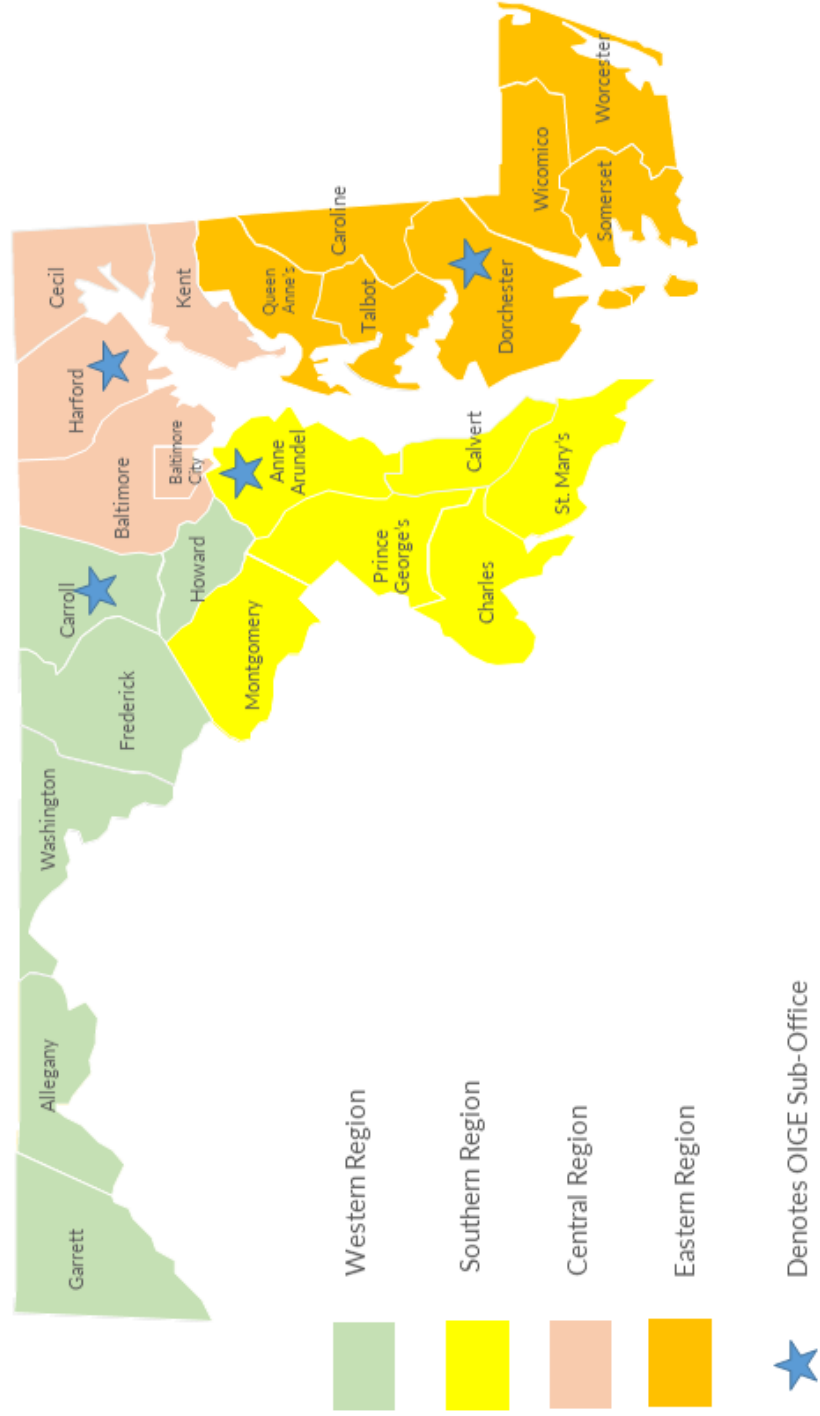 Garrett
Allegany
Washington
Frederick
Carroll
Howard
Montgomery
Baltimore
Baltimore
City
Harford
Cecil
Kent
Anne
Arundel
Prince
George's
Calvert
Charles
St. Mary's
Queen
Anne's
Caroline
Talbot
Dorchester
Wicomico
Somerset
Worcester
Western Region
Southern Region
Central Region
Eastern Region
Denotes OIGE Sub-Office